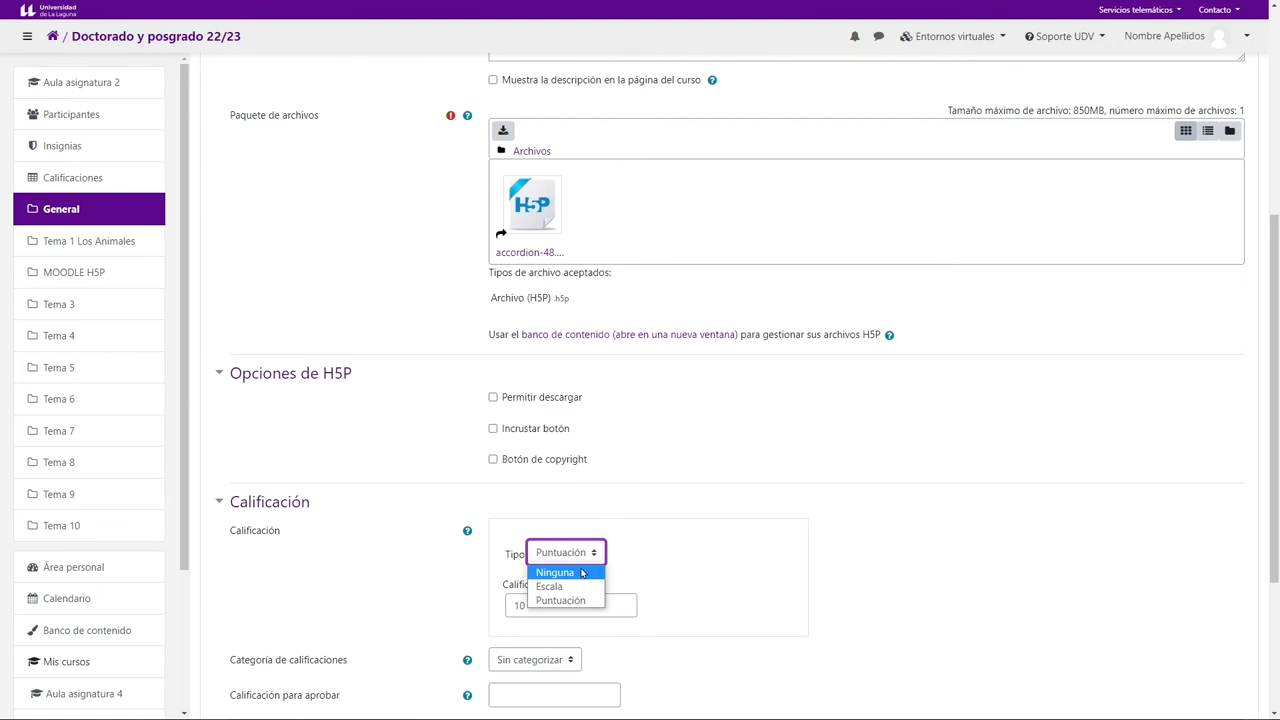 Universidad
de La Laguna
Servicios telemáticos
Contacto
/ Doctorado y posgrado 22/23
Entornos virtuales
Soporte UDV
Nombre Apellidos
Aula asignatura 2
Participantes
Insignias
Calificaciones
General
Tema 1 Los Animales
MOODLE H5P
Tema 3
Tema 4
Tema 5
Tema 6
Tema 7
Tema 8
Tema 9
Tema 10
Área personal
Calendario
Banco de contenido
Mis cursos
Aula asignatura 4
Muestra la descripción en la página del curso
Paquete de archivos
Tamaño máximo de archivo: 850MB, número máximo de archivos: 1
Archivos
H5P
accordion-48....
Tipos de archivo aceptados:
Archivo (H5P) .h5p
Usar el banco de contenido (abre en una nueva ventana) para gestionar sus archivos H5P
Opciones de H5P
Permitir descargar
Incrustar botón
Botón de copyright
Calificación
Calificación
Tipo
Puntuación
Ninguna
Escala
Puntuación
Califi
10
Categoría de calificaciones
Sin categorizar
Calificación para aprobar